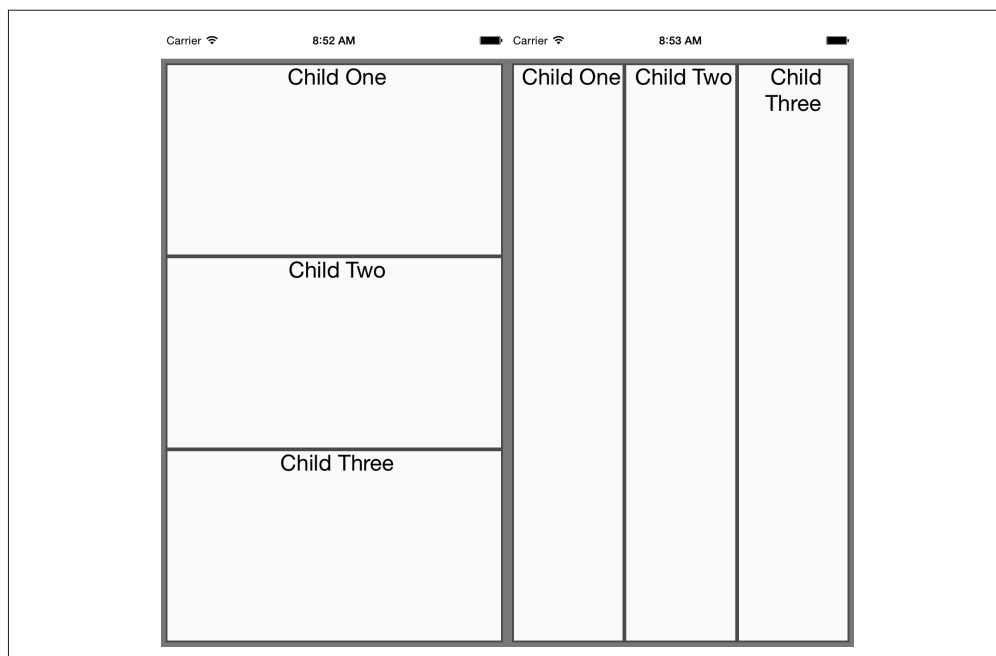 Carrier 8:52 AM
Child One
Child Two
Child Three
Carrier 8:53 AM
Child One
Child Two
Child
Three